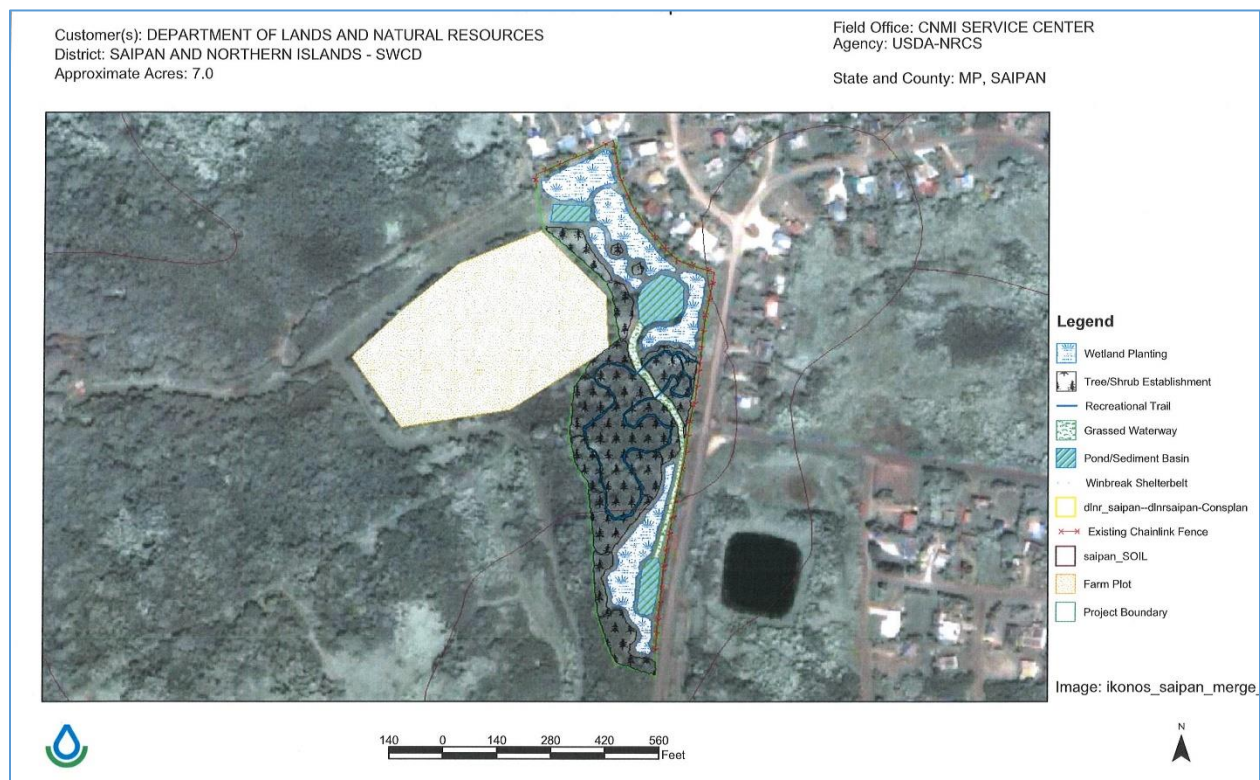 Customer(s): DEPARTMENT OF LANDS AND NATURAL RESOURCES
District: SAIPAN AND NORTHERN ISLANDS - SWCD
Approximate Acres: 7.0
Field Office: CNMI SERVICE CENTER
Agency: USDA-NRCS
State and County: MP, SAIPAN
Legend
Wetland Planting
Tree/Shrub Establishment
Recreational Trail
Grassed Waterway
Pond/Sediment Basin
Winbreak Shelterbelt
dlnr_saipan--dlnrsaipan-Consplan
Existing Chainlink Fence
saipan_SOIL
Farm Plot
Project Boundary
Image: ikonos_saipan_merge_
140 0 140 280 420 560
Feet
N